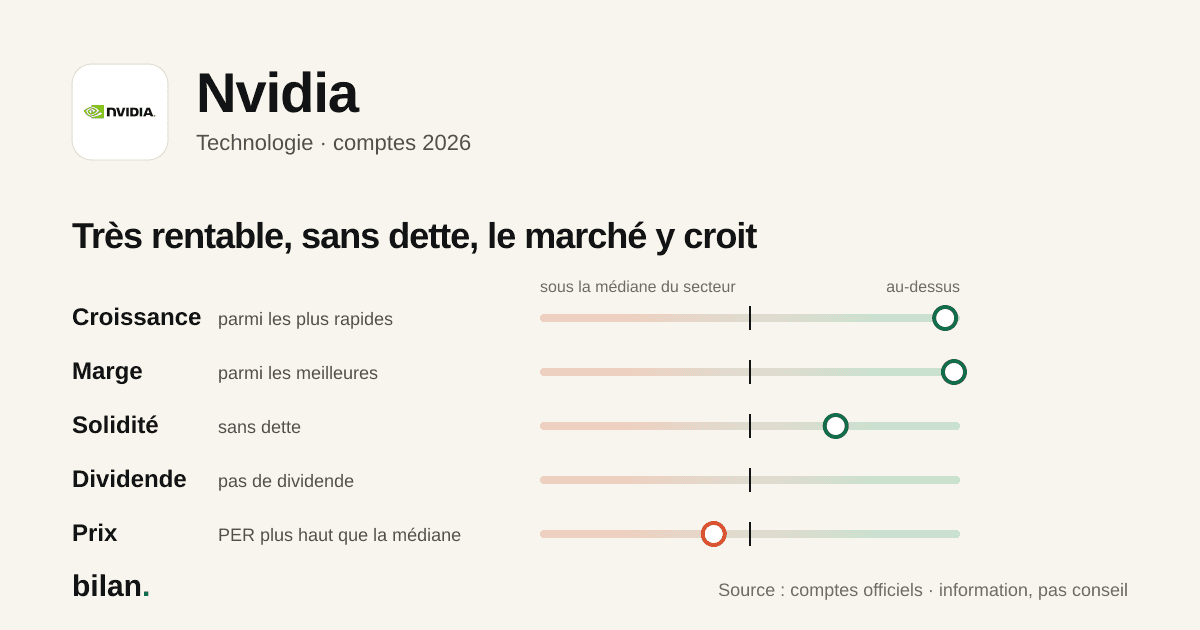 NVIDIA.
Nvidia
Technologie · comptes 2026
Très rentable, sans dette, le marché y croit
sous la médiane du secteur au-dessus
Croissance parmi les plus rapides
Marge parmi les meilleures
Solidité sans dette
Dividende pas de dividende
Prix PER plus haut que la médiane
bilan.
Source : comptes officiels · information, pas conseil